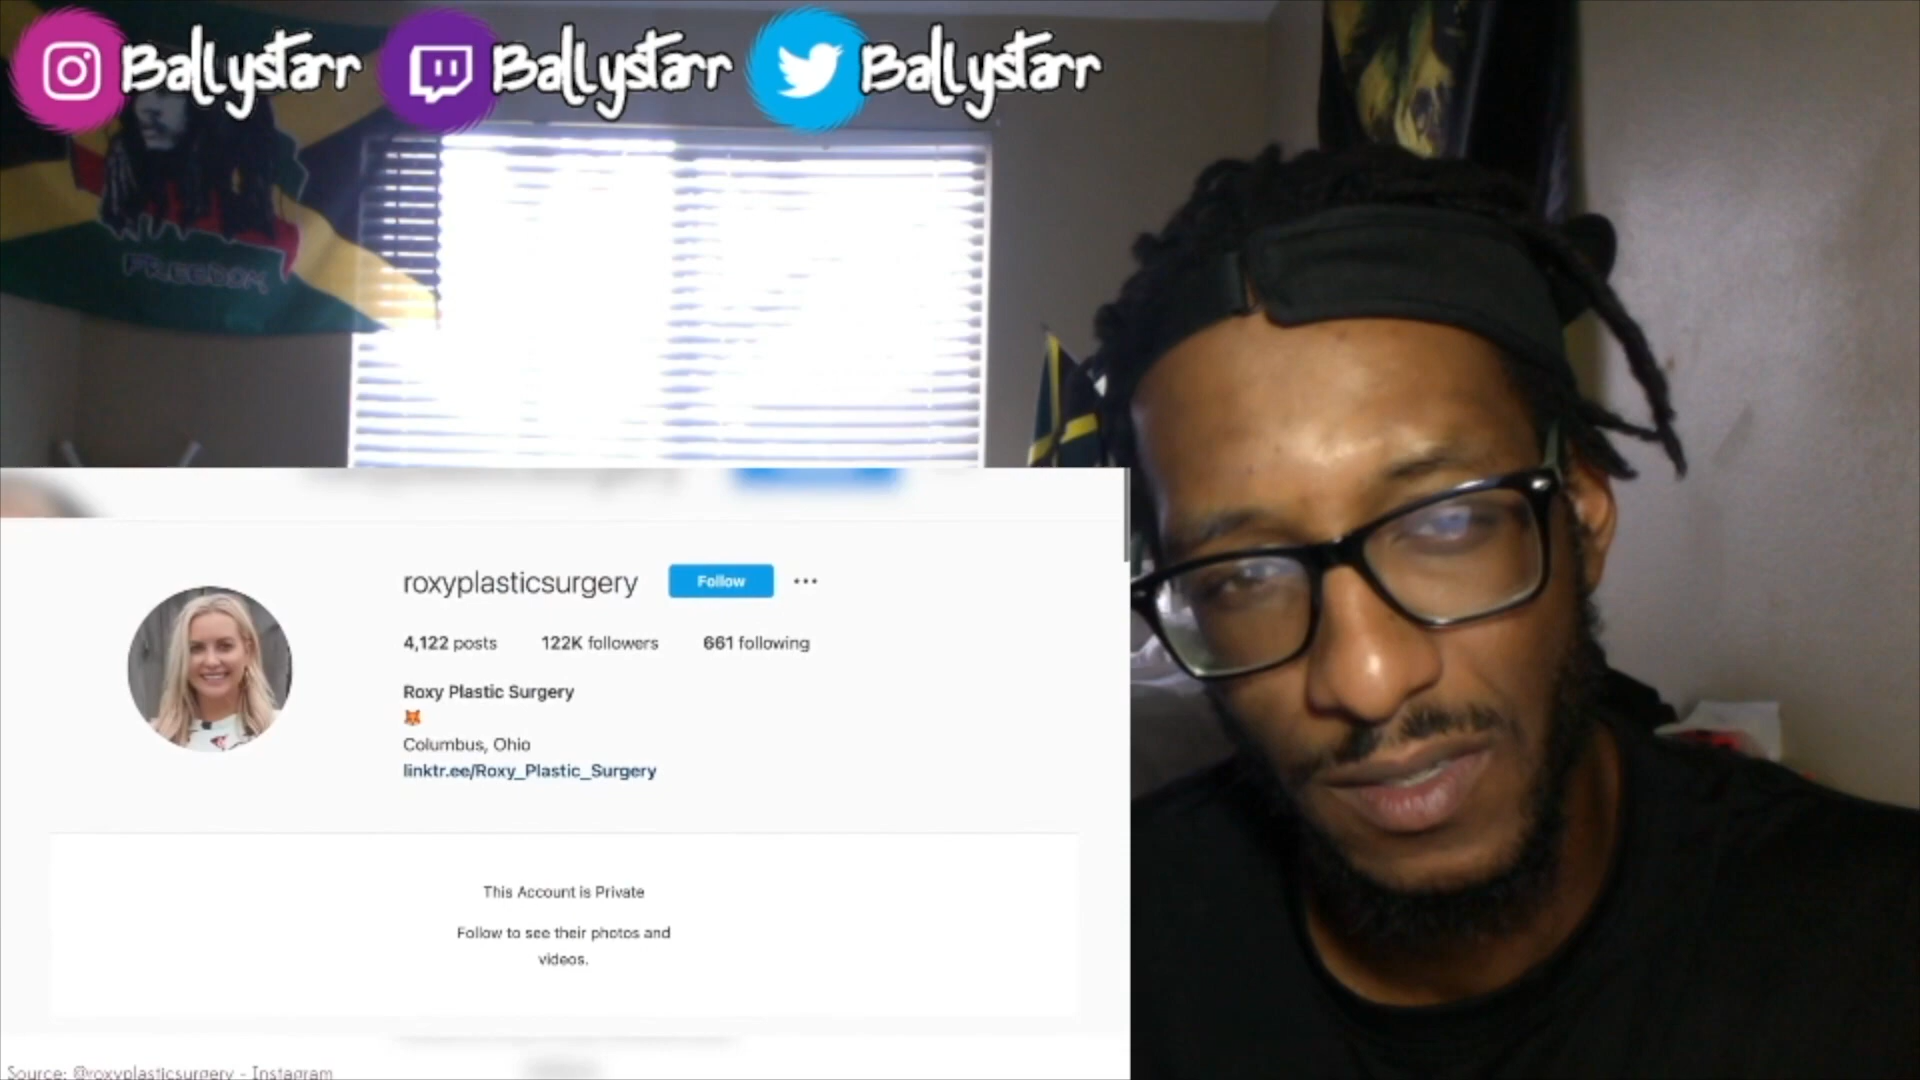 Ballystarr Ballystarr Ballystarr
FREEDOM
roxyplasticsurgery Follow
4,122 posts 122K followers 661 following
Roxy Plastic Surgery
Columbus, Ohio
linktr.ee/Roxy_Plastic_Surgery
This Account is Private
Follow to see their photos and
videos.
Source: @roxyplasticsurgery - Instagram